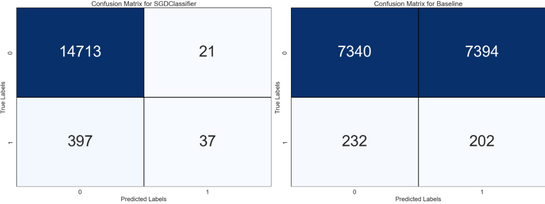 Confusion Matrix for SGDClassifier
0
14713
21
True Labels
1
397
37
0
1
Predicted Labels
Confusion Matrix for Baseline
0
7340
7394
True Labels
1
232
202
0
1
Predicted Labels